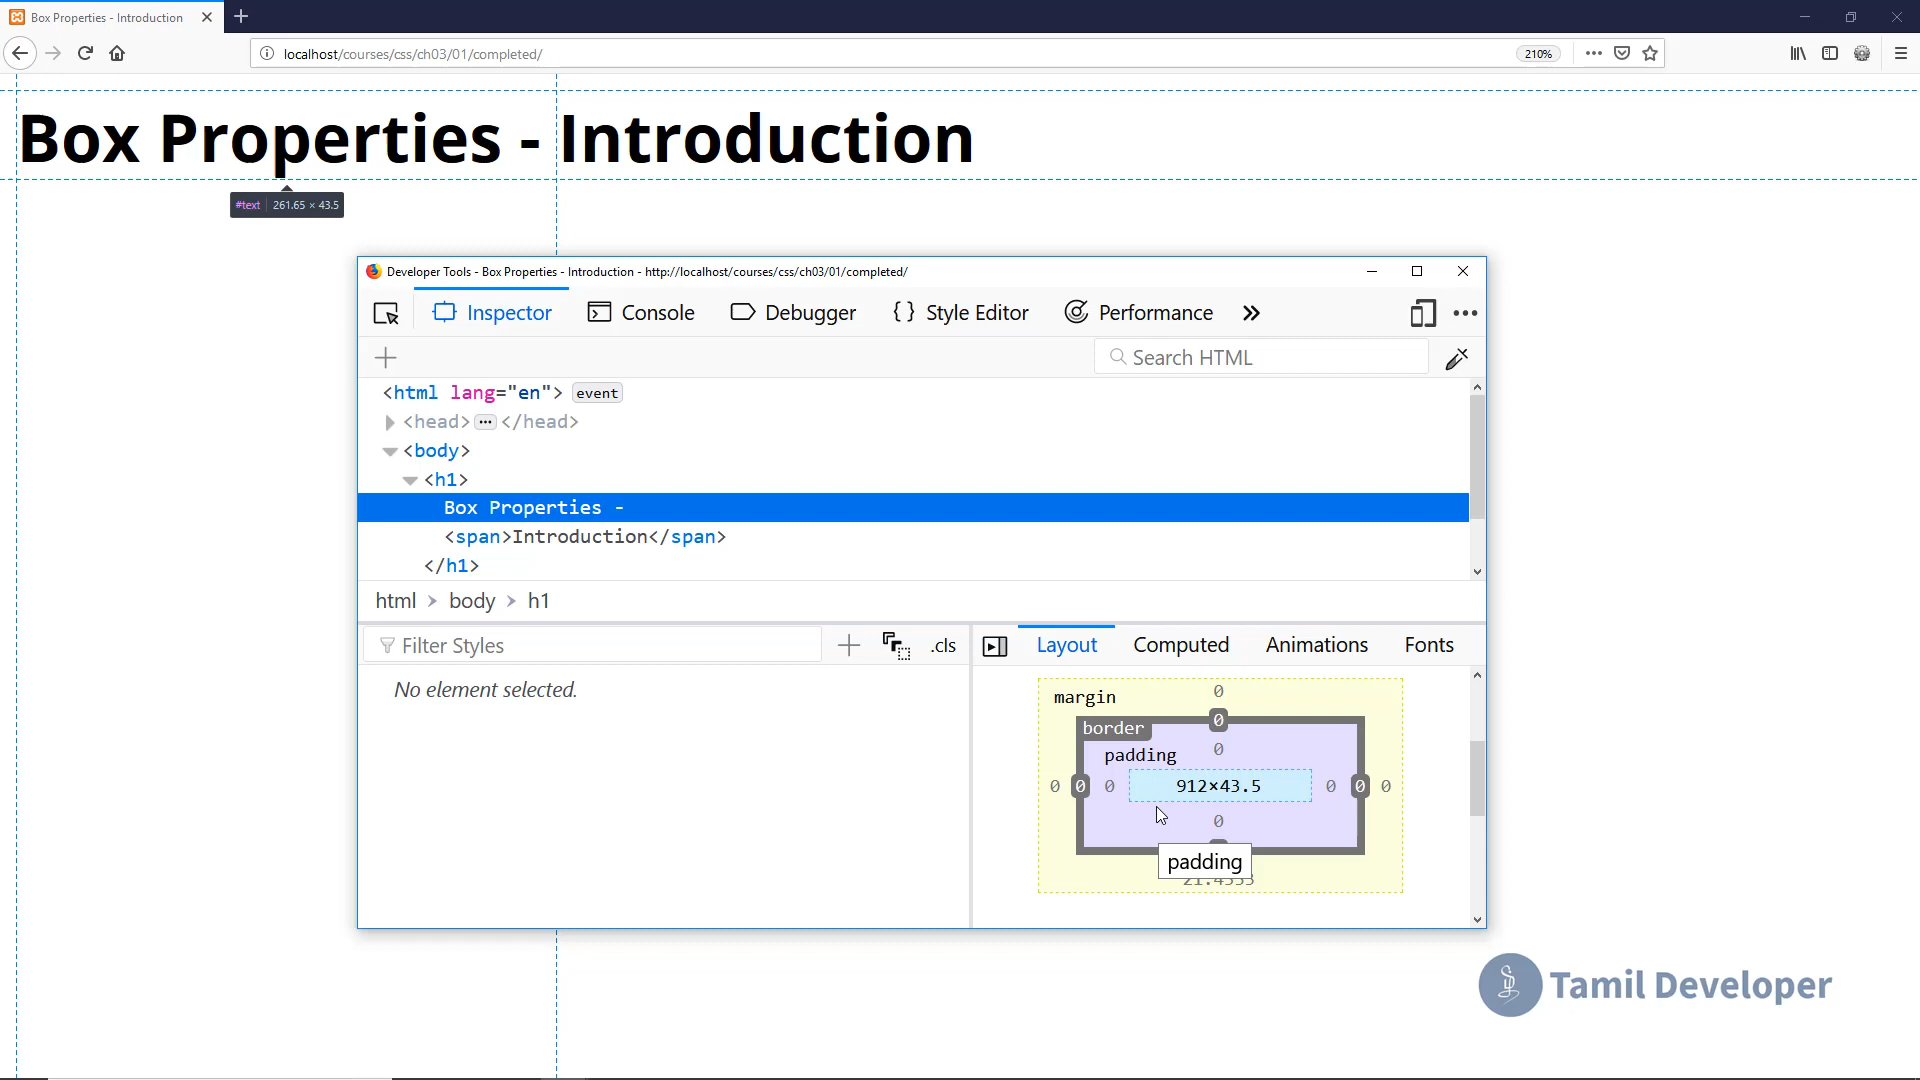 Box Properties - Introduction
localhost/courses/css/ch03/01/completed/
210%
Box Properties - Introduction
#text 261.65 × 43.5
Developer Tools - Box Properties - Introduction - http://localhost/courses/css/ch03/01/completed/
Inspector Console Debugger { } Style Editor Performance
Search HTML
<html lang="en"> event
<head>…</head>
<body>
<h1>
Box Properties -
<span>Introduction</span>
</h1>
html > body > h1
Filter Styles .cls
Layout Computed Animations Fonts
No element selected.
margin 0
border 0
padding 0
0 0 0 912×43.5 0 0 0
0
padding
Tamil Developer